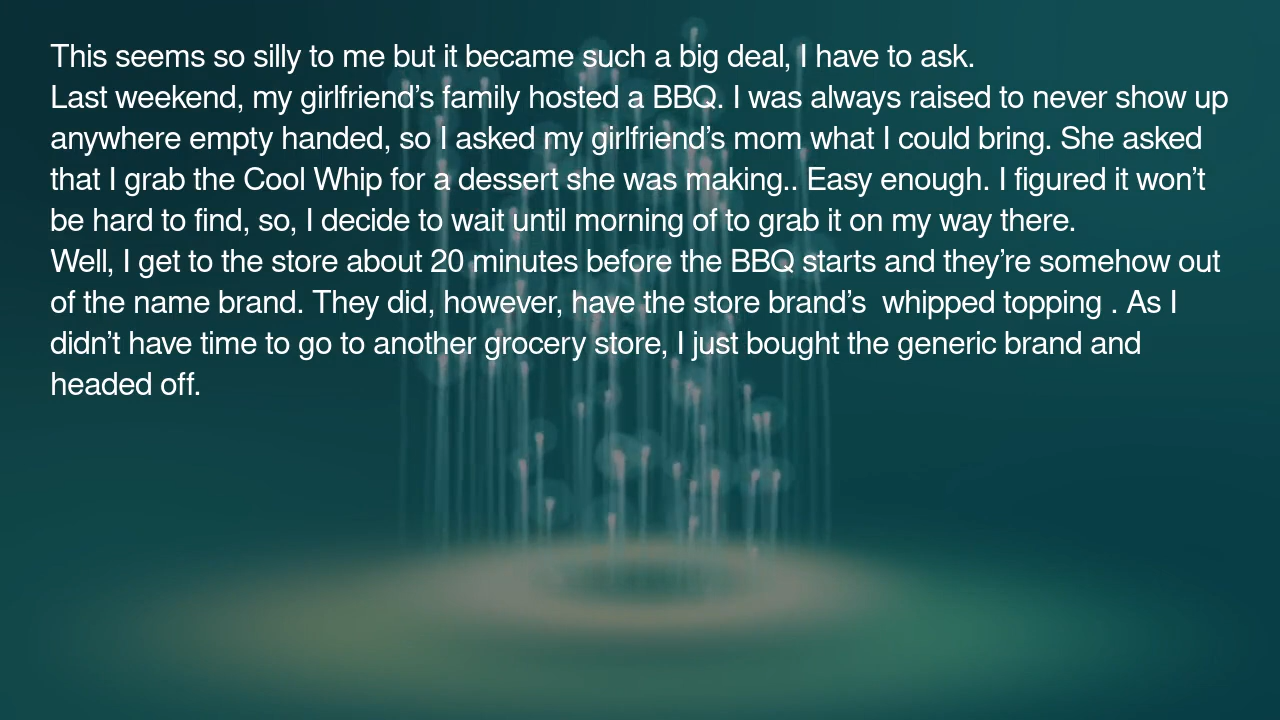 This seems so silly to me but it became such a big deal, I have to ask.
Last weekend, my girlfriend’s family hosted a BBQ. I was always raised to never show up
anywhere empty handed, so I asked my girlfriend’s mom what I could bring. She asked
that I grab the Cool Whip for a dessert she was making.. Easy enough. I figured it won’t
be hard to find, so, I decide to wait until morning of to grab it on my way there.
Well, I get to the store about 20 minutes before the BBQ starts and they’re somehow out
of the name brand. They did, however, have the store brand’s  whipped topping . As I
didn’t have time to go to another grocery store, I just bought the generic brand and
headed off.